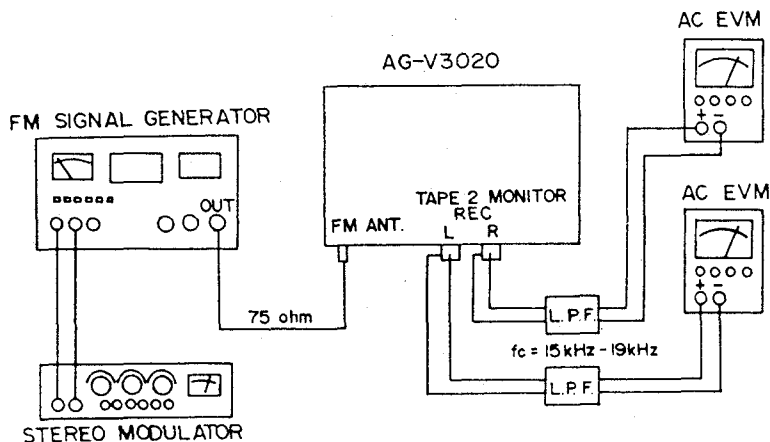 AC EVM
AG-V3020
FM SIGNAL GENERATOR
+ −
OUT
TAPE 2 MONITOR
REC
FM ANT.
L R
AC EVM
+ −
75 ohm
L.P.F.
fc = 15kHz-19kHz
L.P.F.
STEREO MODULATOR